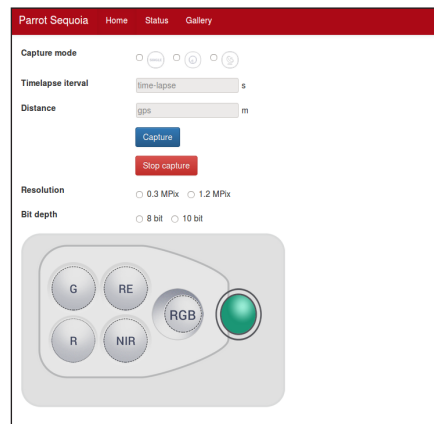 Parrot Sequoia Home Status Gallery
Capture mode
Timelapse iterval time-lapse s
Distance gps m
Capture
Stop capture
Resolution 0.3 MPix 1.2 MPix
Bit depth 8 bit 10 bit
G RE
RGB
R NIR